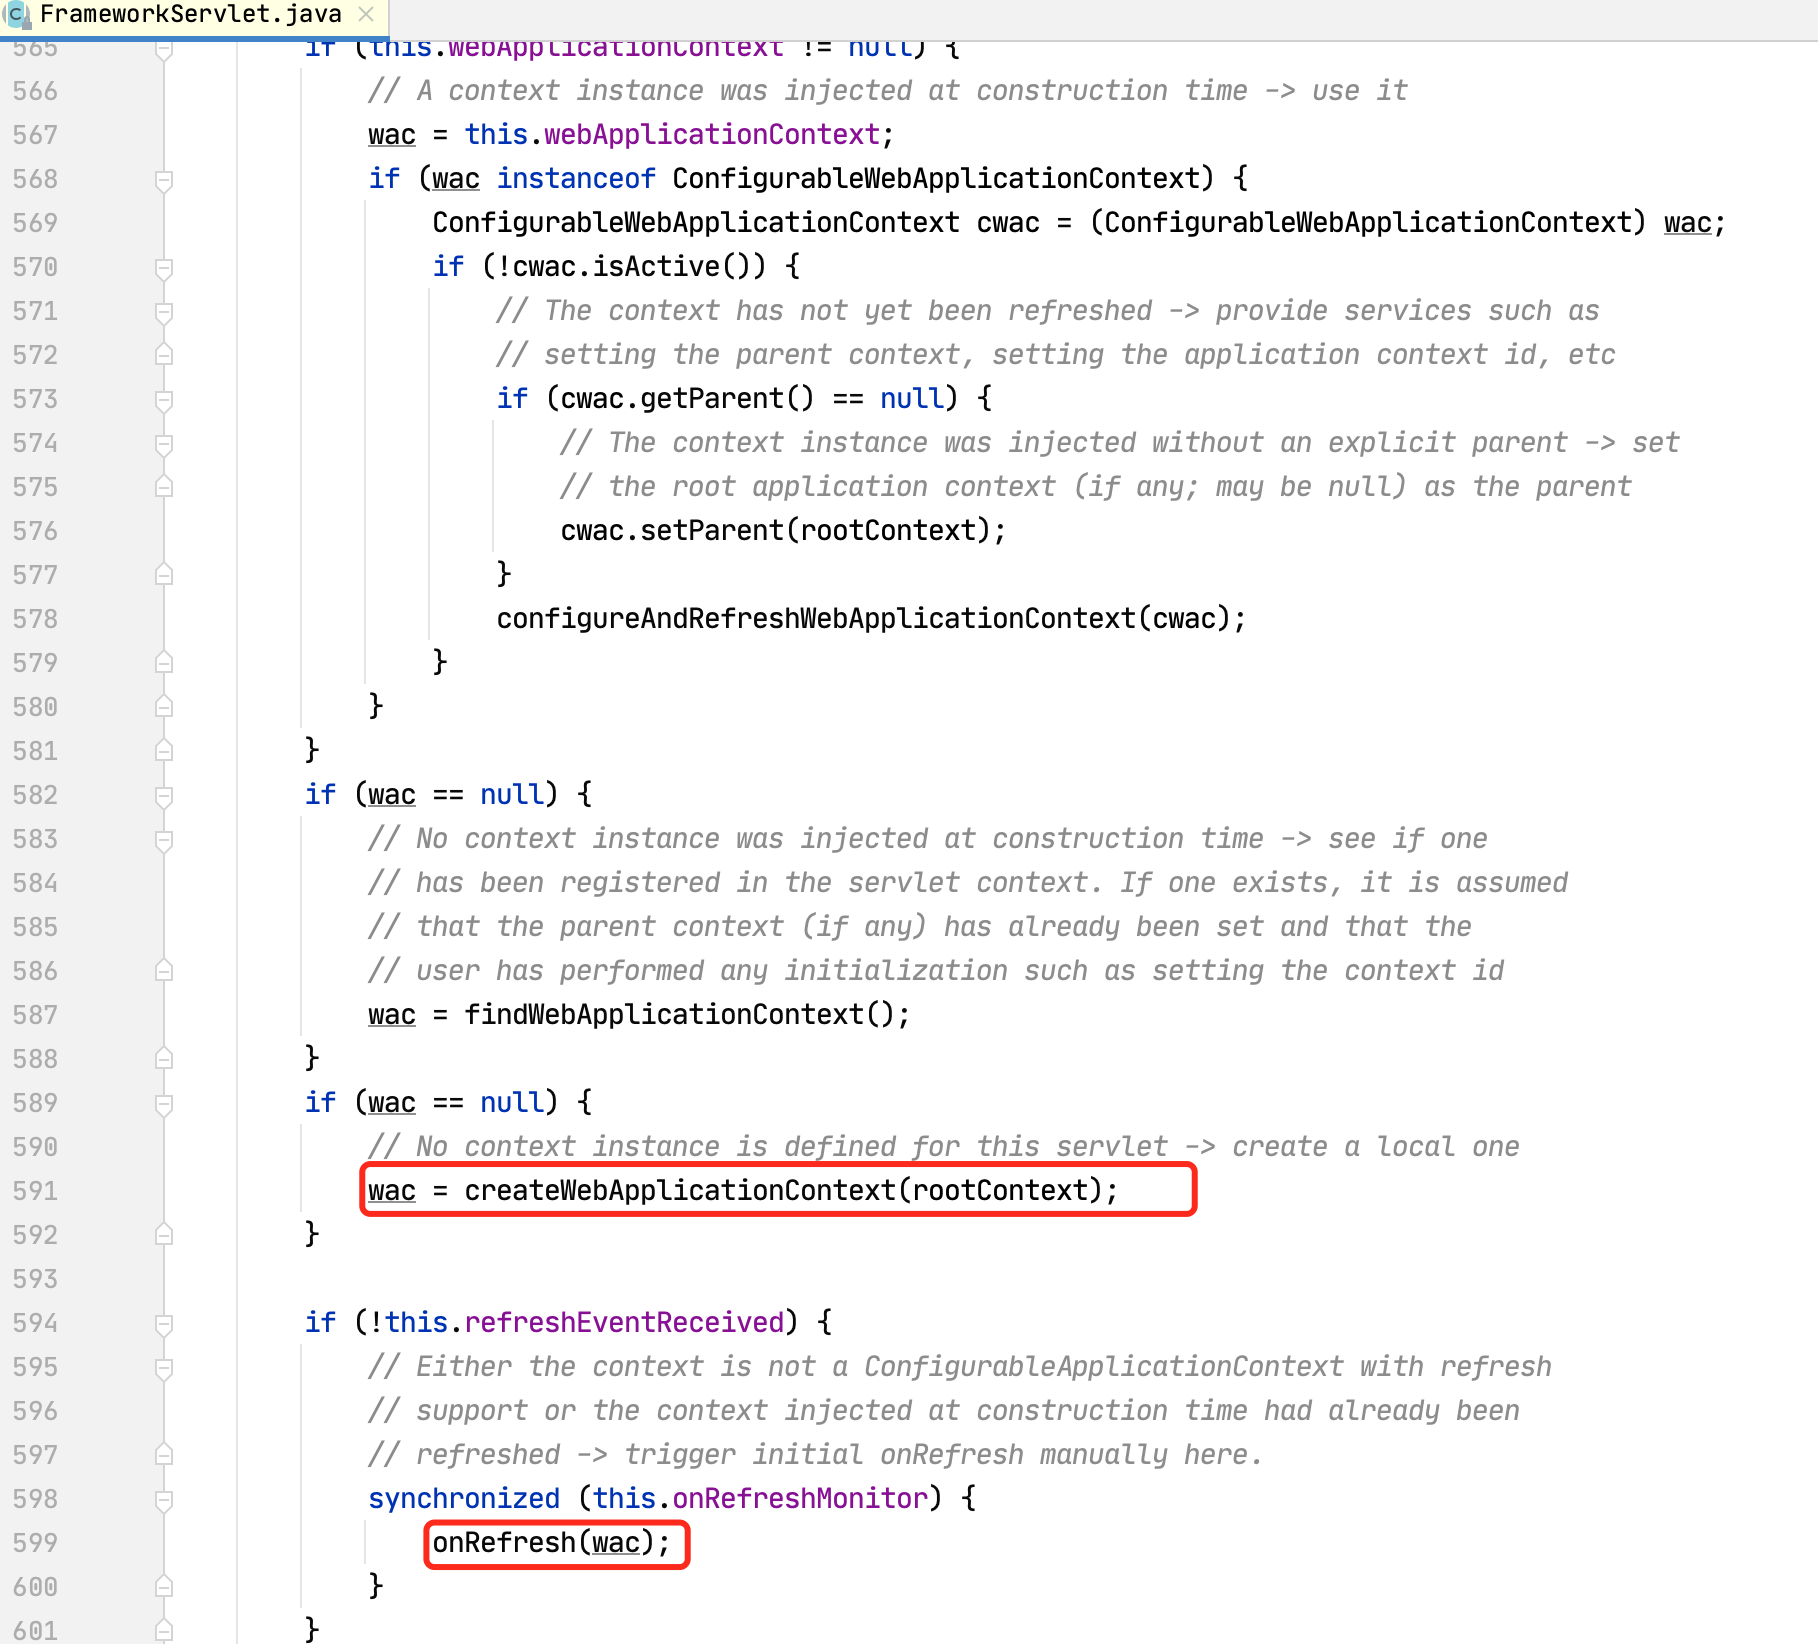 FrameworkServlet.java
565 if (this.webApplicationContext != null) {
566 // A context instance was injected at construction time -> use it
567 wac = this.webApplicationContext;
568 if (wac instanceof ConfigurableWebApplicationContext) {
569 ConfigurableWebApplicationContext cwac = (ConfigurableWebApplicationContext) wac;
570 if (!cwac.isActive()) {
571 // The context has not yet been refreshed -> provide services such as
572 // setting the parent context, setting the application context id, etc
573 if (cwac.getParent() == null) {
574 // The context instance was injected without an explicit parent -> set
575 // the root application context (if any; may be null) as the parent
576 cwac.setParent(rootContext);
577 }
578 configureAndRefreshWebApplicationContext(cwac);
579 }
580 }
581 }
582 if (wac == null) {
583 // No context instance was injected at construction time -> see if one
584 // has been registered in the servlet context. If one exists, it is assumed
585 // that the parent context (if any) has already been set and that the
586 // user has performed any initialization such as setting the context id
587 wac = findWebApplicationContext();
588 }
589 if (wac == null) {
590 // No context instance is defined for this servlet -> create a local one
591 wac = createWebApplicationContext(rootContext);
592 }
593
594 if (!this.refreshEventReceived) {
595 // Either the context is not a ConfigurableApplicationContext with refresh
596 // support or the context injected at construction time had already been
597 // refreshed -> trigger initial onRefresh manually here.
598 synchronized (this.onRefreshMonitor) {
599 onRefresh(wac);
600 }
601 }